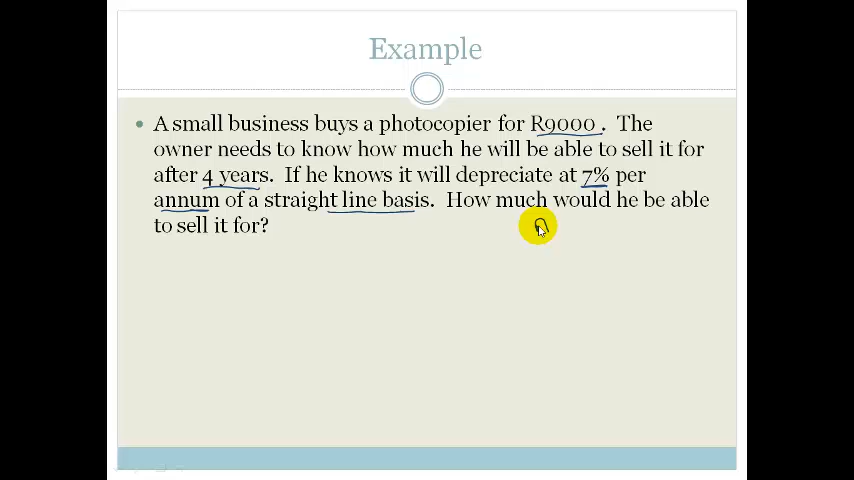 Example
• A small business buys a photocopier for R9000 . The
owner needs to know how much he will be able to sell it for
after 4 years. If he knows it will depreciate at 7% per
annum of a straight line basis. How much would he be able
to sell it for?